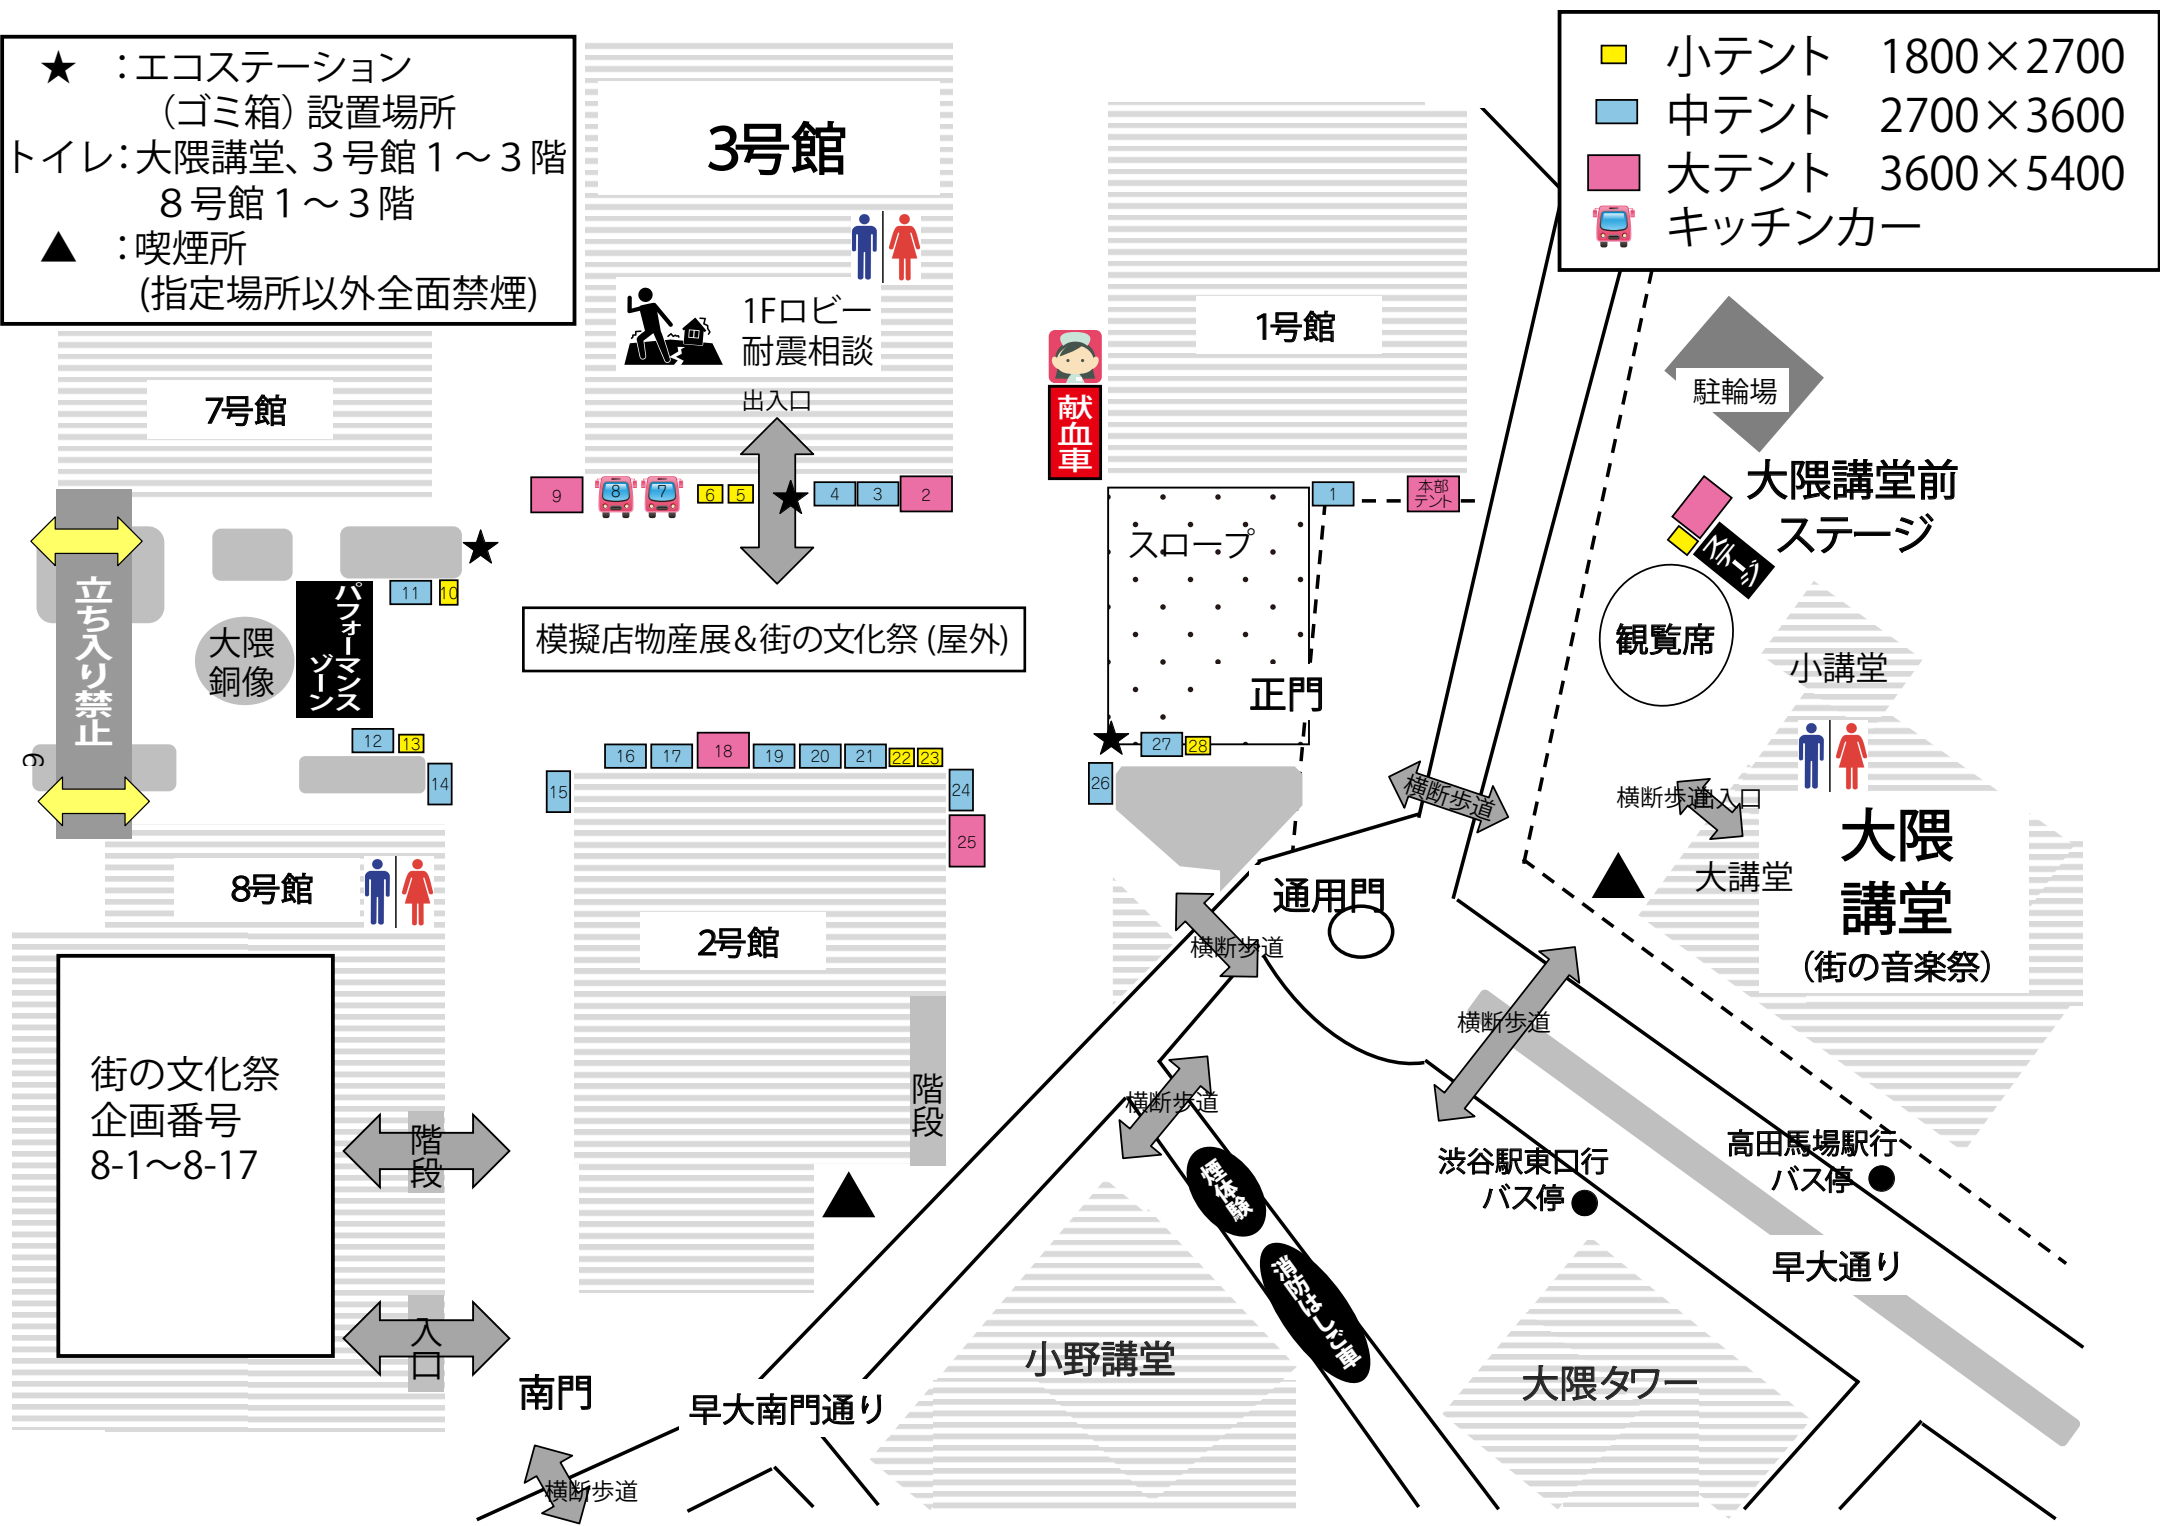 ★ ：エコステーション
（ゴミ箱）設置場所
トイレ：大隈講堂、３号館１～３階
８号館１～３階
▲ ：喫煙所
(指定場所以外全面禁煙)
小テント 1800×2700
中テント 2700×3600
大テント 3600×5400
キッチンカー
3号館
1Fロビー
耐震相談
出入口
1号館
献血車
7号館
駐輪場
大隈講堂前
ステージ
ステージ
観覧席
9
8
7
6
5
4
3
2
1
本部
テント
スロープ
立ち入り禁止
大隈
銅像
パフォーマンス
ゾーン
11
10
模擬店物産展&街の文化祭 (屋外)
正門
小講堂
12
13
14
15
16
17
18
19
20
21
22
23
24
25
26
27
28
6
横断歩道
横断歩道
出入口
大隈
講堂
（街の音楽祭）
大講堂
8号館
2号館
通用門
横断歩道
横断歩道
横断歩道
街の文化祭
企画番号
8-1～8-17
階段
階段
入口
煙体験
消防はしご車
渋谷駅東口行
バス停
高田馬場駅行
バス停
早大通り
小野講堂
大隈タワー
南門
早大南門通り
横断歩道